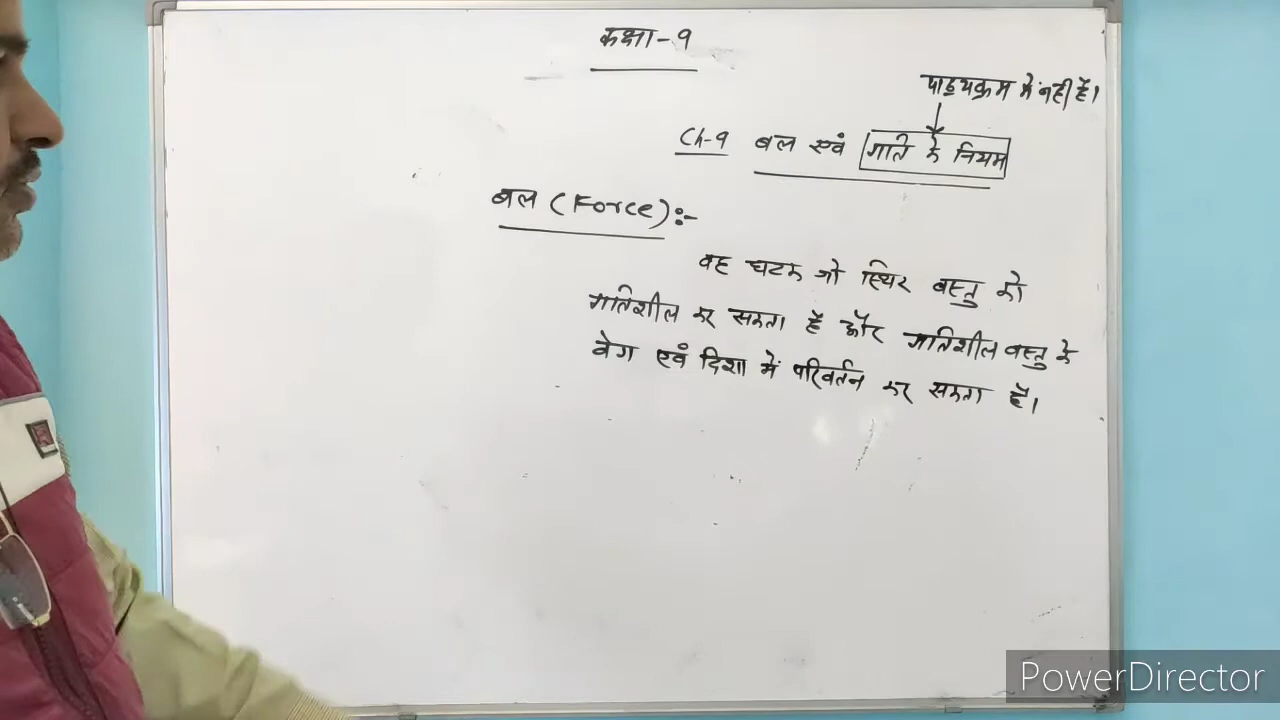 कक्षा - ९
पाठ्यक्रम में नहीं है।
Ch-9 बल एवं गति के नियम
बल (Force) :-
वह घटक जो स्थिर वस्तु को
गतिशील कर सकता है और गतिशील वस्तु के
वेग एवं दिशा में परिवर्तन कर सकता है।
PowerDirector